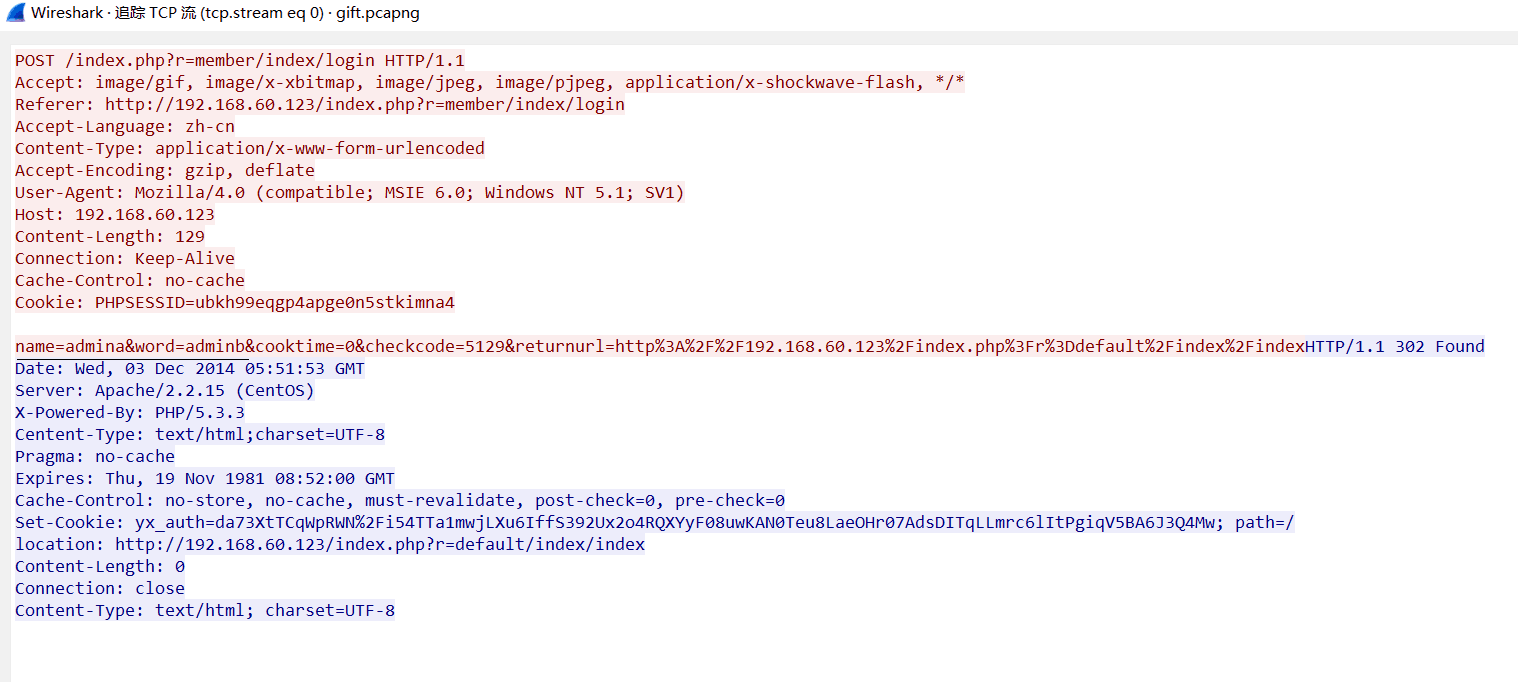 Wireshark · 追踪 TCP 流 (tcp.stream eq 0) · gift.pcapng
POST /index.php?r=member/index/login HTTP/1.1
Accept: image/gif, image/x-xbitmap, image/jpeg, image/pjpeg, application/x-shockwave-flash, */*
Referer: http://192.168.60.123/index.php?r=member/index/login
Accept-Language: zh-cn
Content-Type: application/x-www-form-urlencoded
Accept-Encoding: gzip, deflate
User-Agent: Mozilla/4.0 (compatible; MSIE 6.0; Windows NT 5.1; SV1)
Host: 192.168.60.123
Content-Length: 129
Connection: Keep-Alive
Cache-Control: no-cache
Cookie: PHPSESSID=ubkh99eqgp4apge0n5stkimna4
name=admina&word=adminb&cooktime=0&checkcode=5129&returnurl=http%3A%2F%2F192.168.60.123%2Findex.php%3Fr%3Ddefault%2Findex%2FindexHTTP/1.1 302 Found
Date: Wed, 03 Dec 2014 05:51:53 GMT
Server: Apache/2.2.15 (CentOS)
X-Powered-By: PHP/5.3.3
Centent-Type: text/html;charset=UTF-8
Pragma: no-cache
Expires: Thu, 19 Nov 1981 08:52:00 GMT
Cache-Control: no-store, no-cache, must-revalidate, post-check=0, pre-check=0
Set-Cookie: yx_auth=da73XtTCqWpRWN%2Fi54TTa1mwjLXu6IffS392Ux2o4RQXYyF08uwKAN0Teu8LaeOHr07AdsDITqLLmrc6lItPgiqV5BA6J3Q4Mw; path=/
location: http://192.168.60.123/index.php?r=default/index/index
Content-Length: 0
Connection: close
Content-Type: text/html; charset=UTF-8